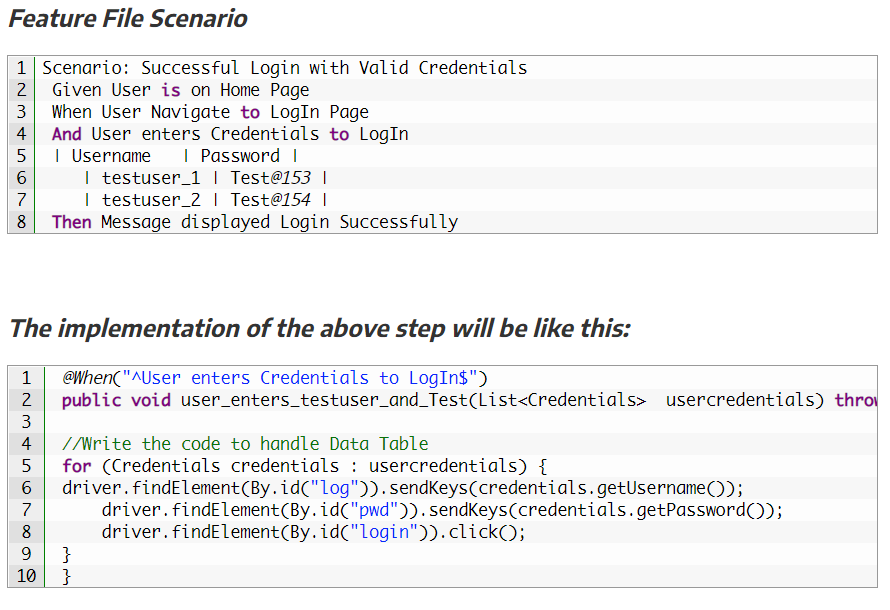 Feature File Scenario
1 Scenario: Successful Login with Valid Credentials
2 Given User is on Home Page
3 When User Navigate to LogIn Page
4 And User enters Credentials to LogIn
5 | Username   | Password |
6 | testuser_1 | Test@153 |
7 | testuser_2 | Test@154 |
8 Then Message displayed Login Successfully
The implementation of the above step will be like this:
1 @When("^User enters Credentials to LogIn$")
2 public void user_enters_testuser_and_Test(List<Credentials>  usercredentials) throw
3
4 //Write the code to handle Data Table
5 for (Credentials credentials : usercredentials) {
6 driver.findElement(By.id("log")).sendKeys(credentials.getUsername());
7 driver.findElement(By.id("pwd")).sendKeys(credentials.getPassword());
8 driver.findElement(By.id("login")).click();
9 }
10 }